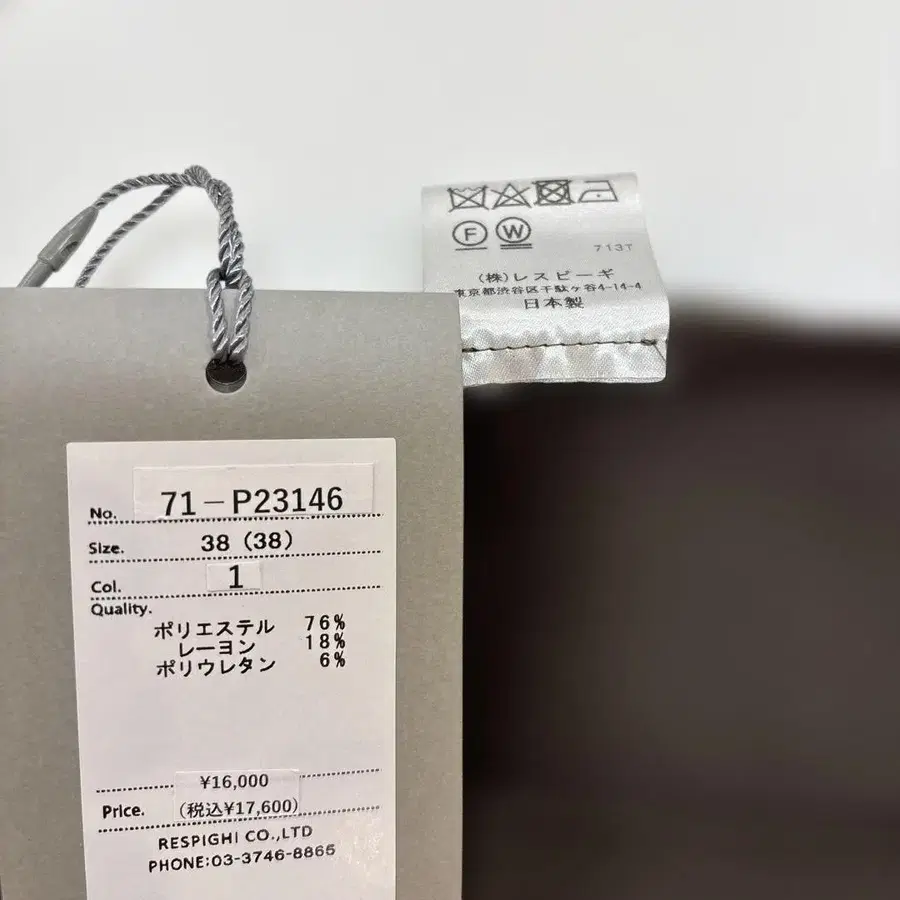 F W
713T
(株)レスピーギ
東京都渋谷区千駄ヶ谷4-14-4
日本製
No. 71-P23146
Size. 38 (38)
Col. 1
Quality.
ポリエステル 76%
レーヨン 18%
ポリウレタン 6%
¥16,000
Price. (税込¥17,600)
RESPIGHI CO.,LTD
PHONE:03-3746-8865